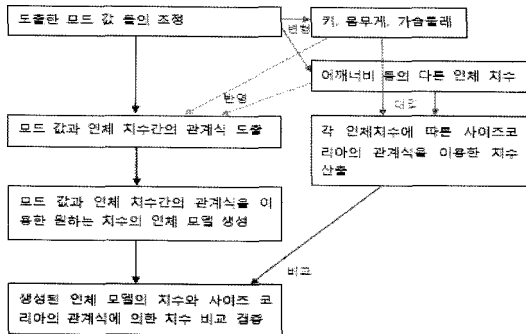 도출한 모드 값 들의 조정
변형
키, 몸무게, 가슴둘레
어깨너비 등의 다른 인체 치수
반영
대입
모드 값과 인체 치수간의 관계식 도출
각 인체치수에 따른 사이즈코
리아의 관계식을 이용한 치수
산출
모드 값과 인체 치수간의 관계식을 이
용한 원하는 치수의 인체 모델 생성
비교
생성된 인체 모델의 치수와 사이즈 코
리아의 관계식에 의한 치수 비교 검증